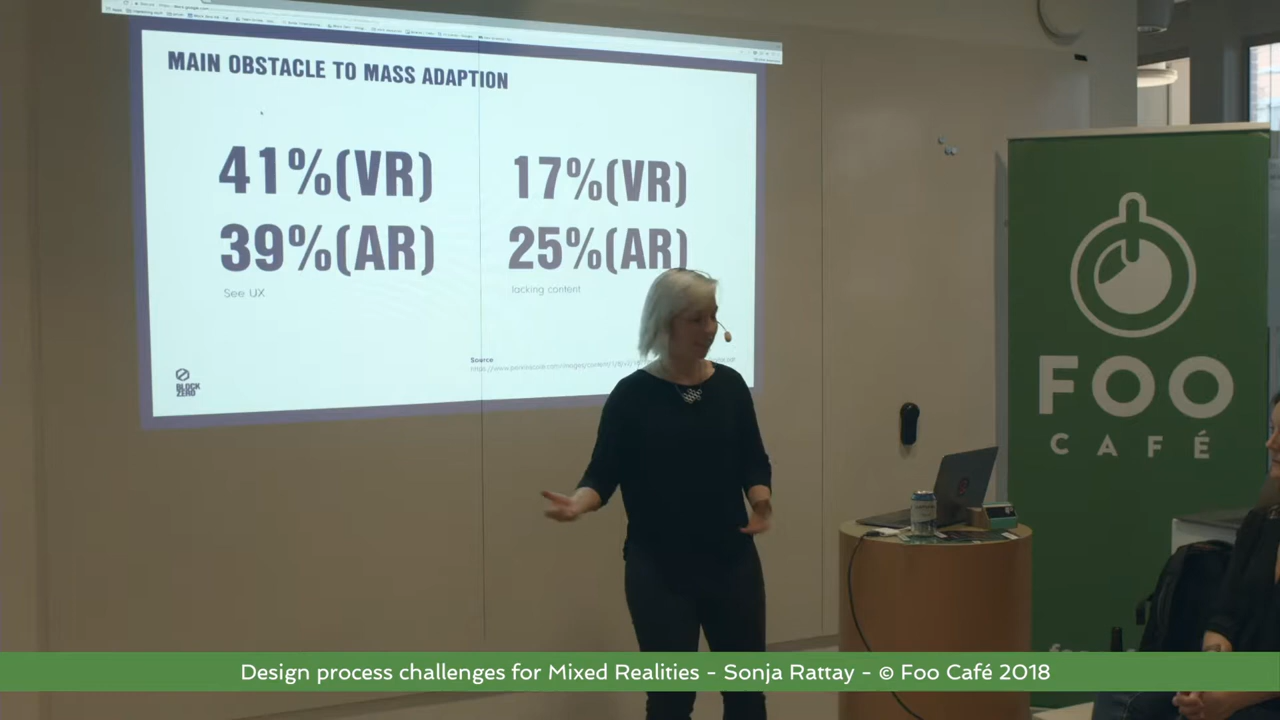 MAIN OBSTACLE TO MASS ADAPTION
41%(VR)
39%(AR)
See UX
17%(VR)
25%(AR)
lacking content
Source
BLOCK
ZERO
FOO
CAFÉ
Design process challenges for Mixed Realities - Sonja Rattay - © Foo Café 2018